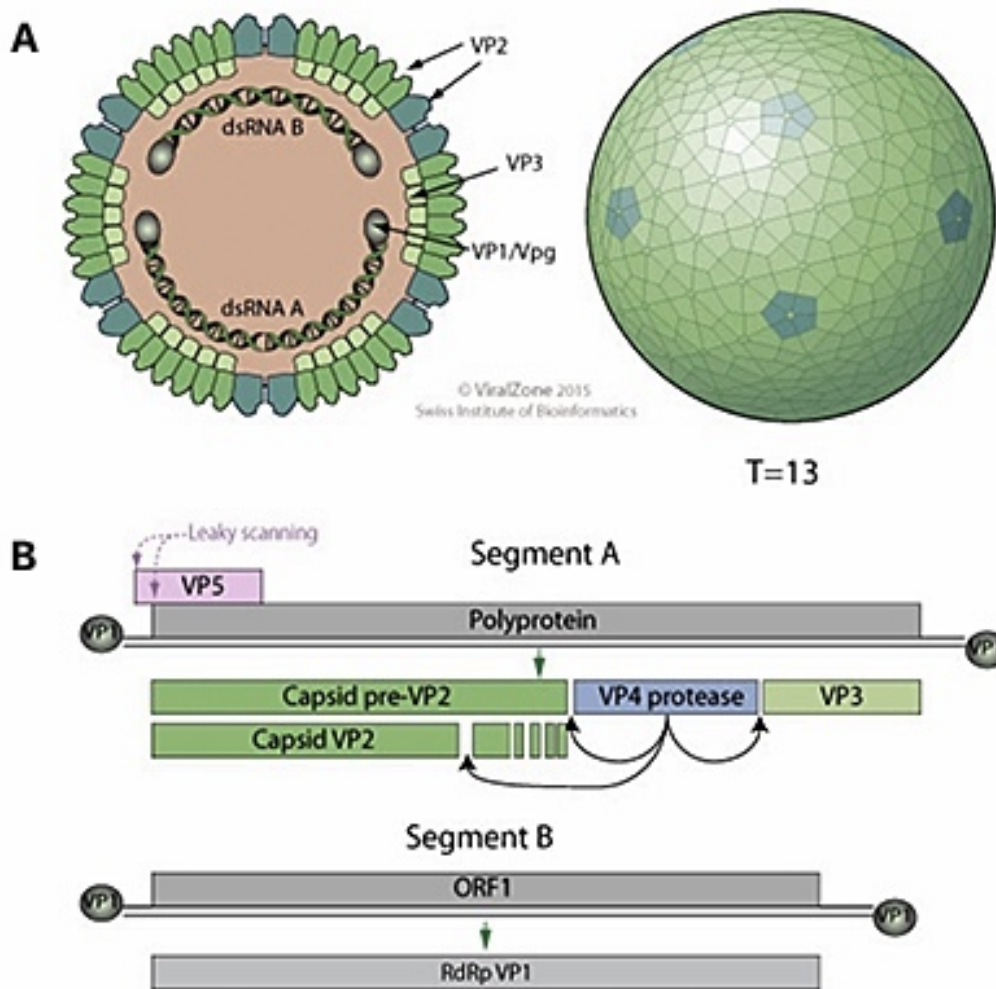 A
VP2
dsRNA B
VP3
VP1/Vpg
dsRNA A
© ViralZone 2015
Swiss Institute of Bioinformatics
T=13
B
Leaky scanning
Segment A
VP5
Polyprotein
VP1
VP
Capsid pre-VP2
VP4 protease
VP3
Capsid VP2
Segment B
ORF1
VP1
VP1
RdRp VP1